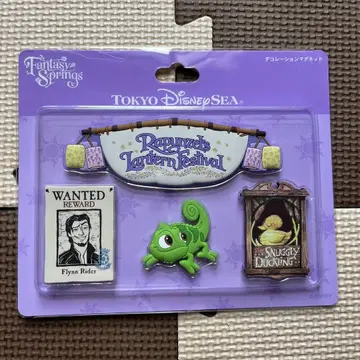 Fantasy Springs
デコレーションマグネット
TOKYO DISNEYSEA®
Rapunzel's
Lantern Festival
WANTED
REWARD
Flynn Rider
THE
SNUGGLY
DUCKLING